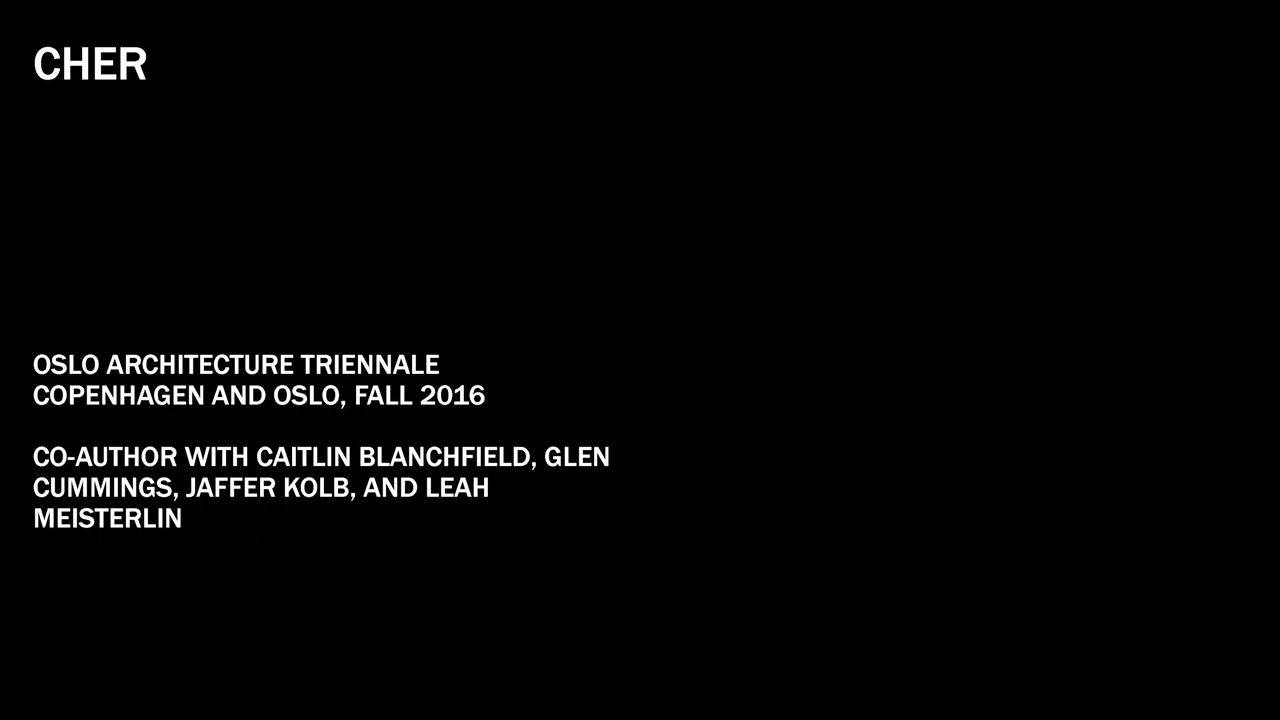 CHER
OSLO ARCHITECTURE TRIENNALE
COPENHAGEN AND OSLO, FALL 2016
CO-AUTHOR WITH CAITLIN BLANCHFIELD, GLEN
CUMMINGS, JAFFER KOLB, AND LEAH
MEISTERLIN